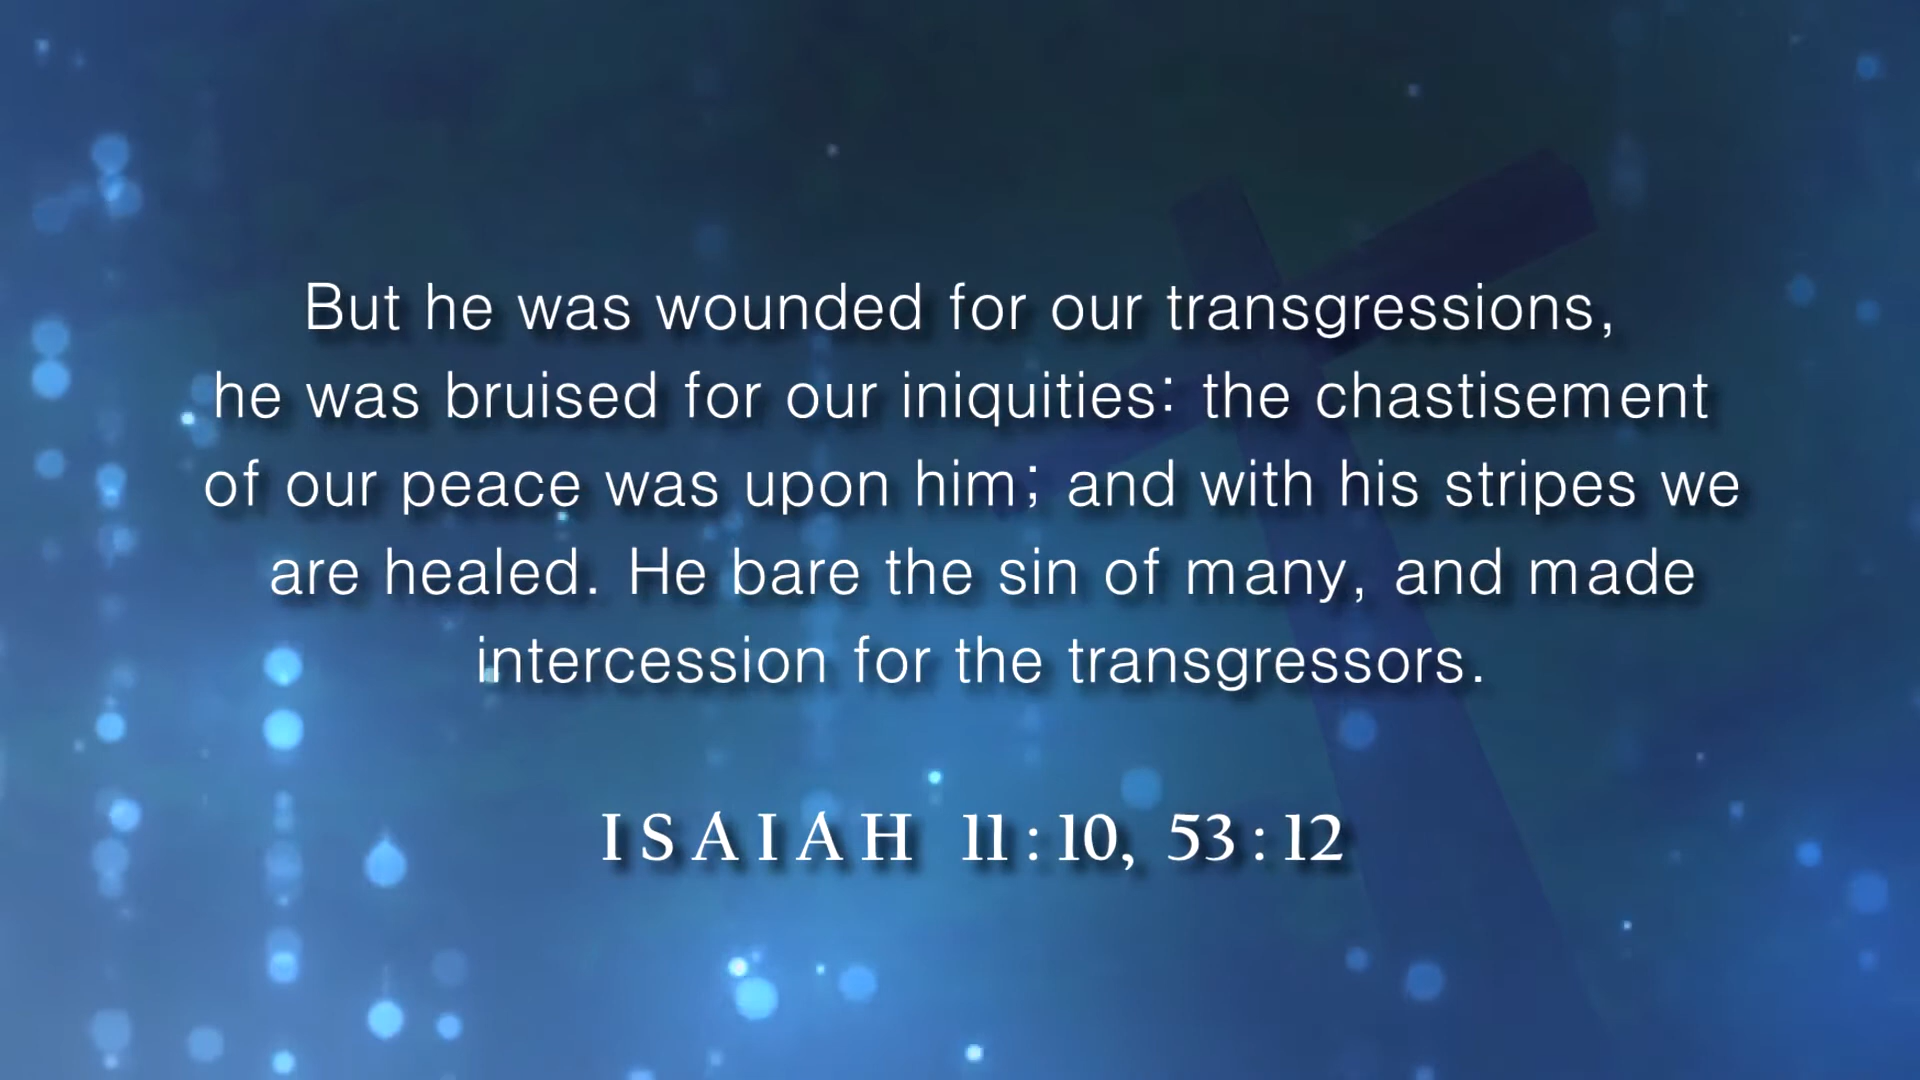 But he was wounded for our transgressions,
he was bruised for our iniquities: the chastisement
of our peace was upon him; and with his stripes we
are healed. He bare the sin of many, and made
intercession for the transgressors.
ISAIAH 11:10, 53:12